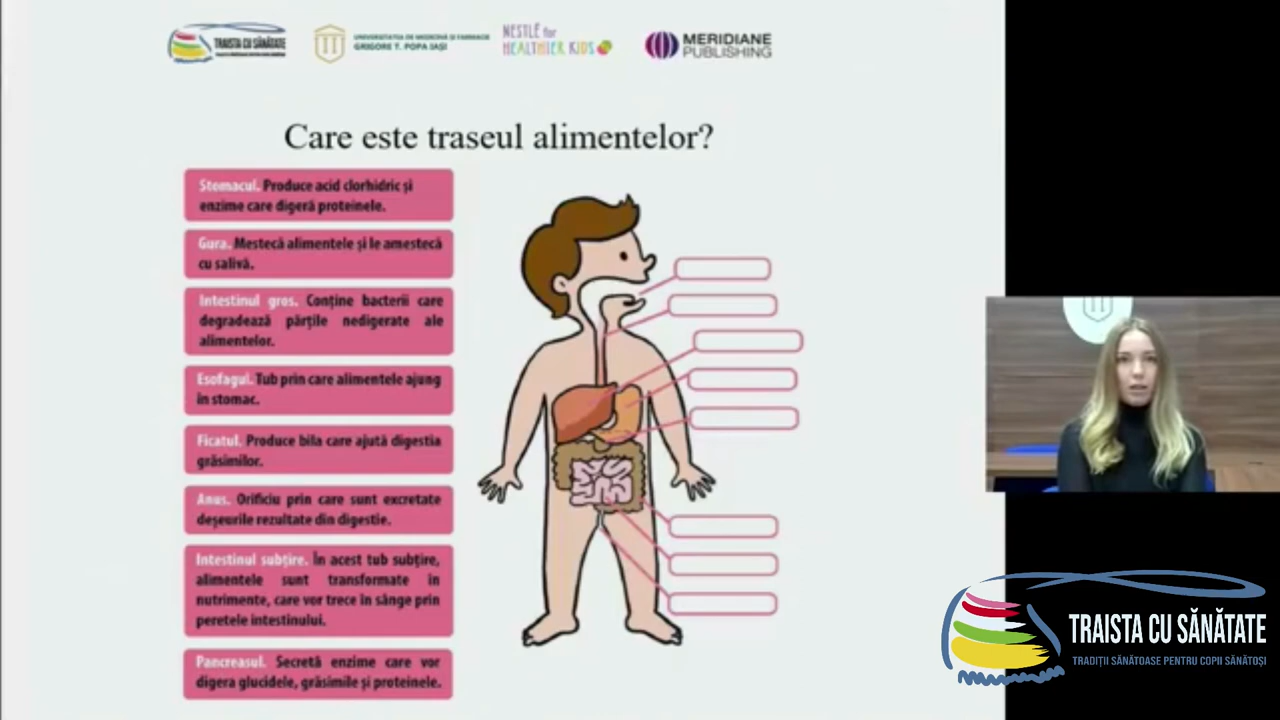 TRAISTA CU SĂNĂTATE
UNIVERSITATEA DE MEDICINĂ ȘI FARMACIE
GRIGORE T. POPA IAȘI
NESTLÉ for
HEALTHIER KIDS
MERIDIANE
PUBLISHING
Care este traseul alimentelor?
Stomacul. Produce acid clorhidric și
enzime care digeră proteinele.
Gura. Mestecă alimentele și le amestecă
cu salivă.
Intestinul gros. Conține bacterii care
degradează părțile nedigerate ale
alimentelor.
Esofagul. Tub prin care alimentele ajung
în stomac.
Ficatul. Produce bila care ajută digestia
grăsimilor.
Anus. Orificiu prin care sunt excretate
deșeurile rezultate din digestie.
Intestinul subțire. În acest tub subțire,
alimentele sunt transformate în
nutrimente, care vor trece în sânge prin
peretele intestinului.
Pancreasul. Secretă enzime care vor
digera glucidele, grăsimile și proteinele.
TRAISTA CU SĂNĂTATE
TRADIȚII SĂNĂTOASE PENTRU COPII SĂNĂTOȘI